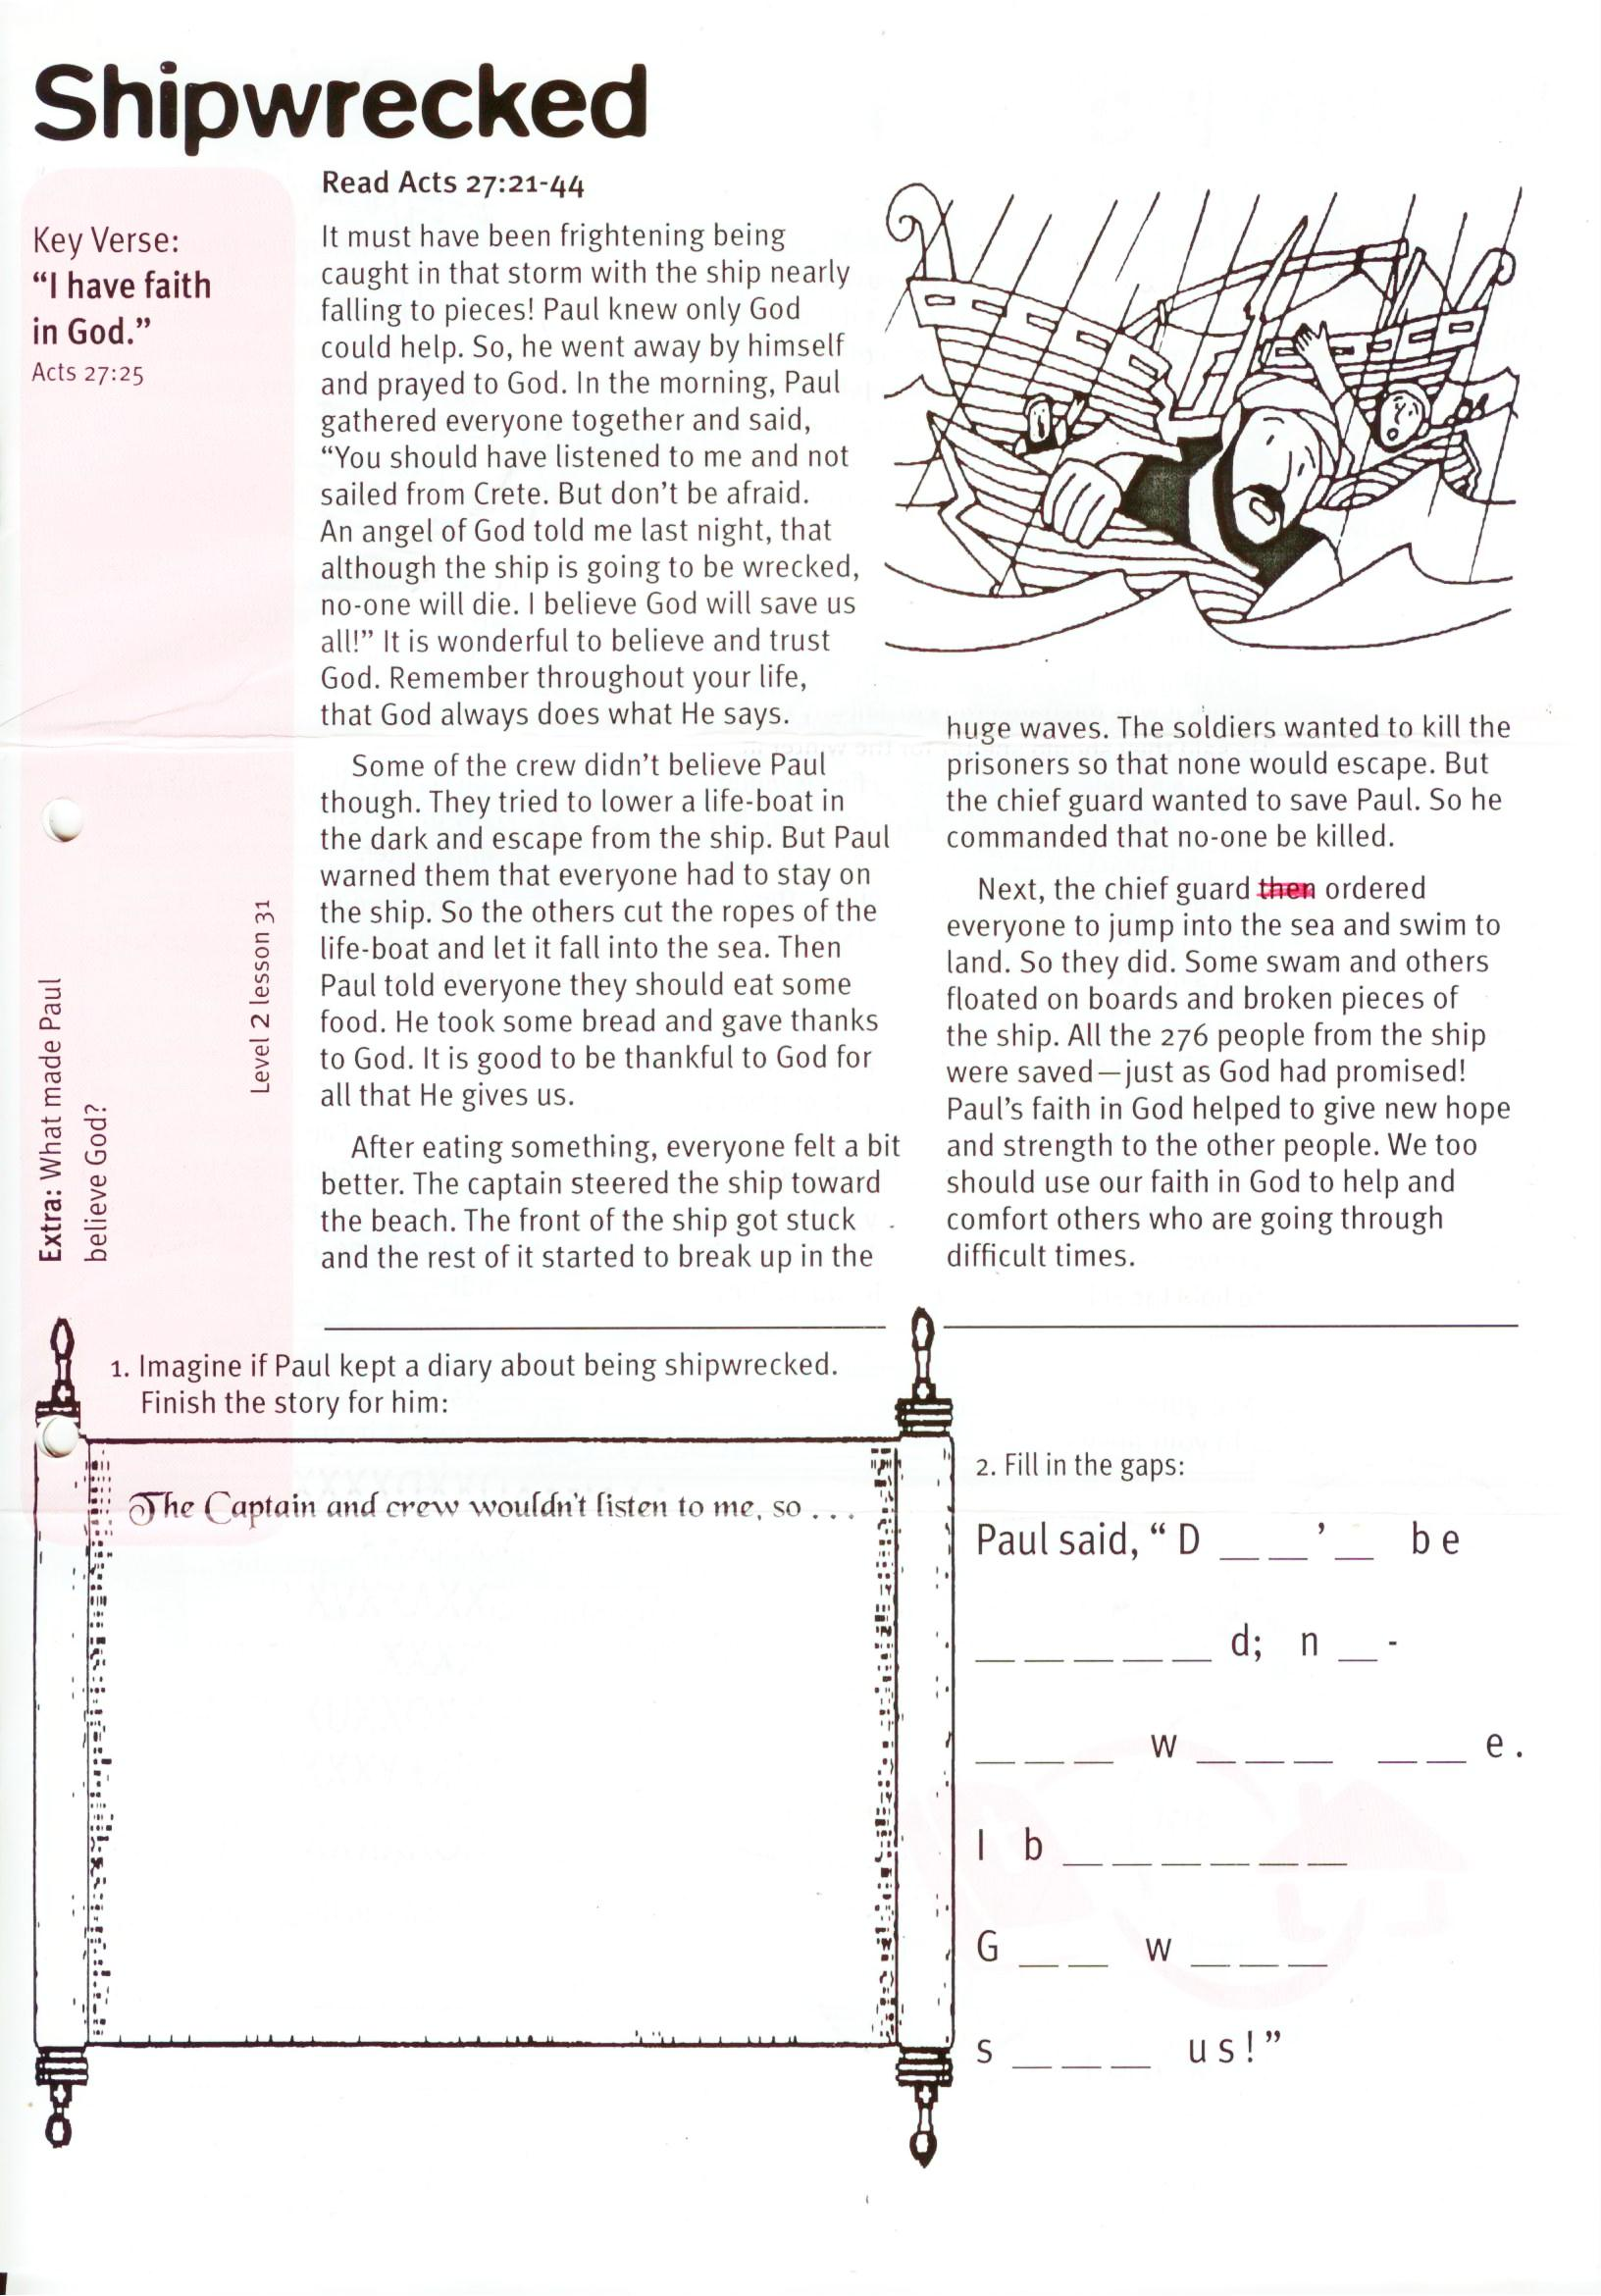 Shipwrecked
Key Verse:
“I have faith
in God.”
Acts 27:25
Extra: What made Paul
believe God?
Level 2 lesson 31
Read Acts 27:21-44
It must have been frightening being
caught in that storm with the ship nearly
falling to pieces! Paul knew only God
could help. So, he went away by himself
and prayed to God. In the morning, Paul
gathered everyone together and said,
“You should have listened to me and not
sailed from Crete. But don’t be afraid.
An angel of God told me last night, that
although the ship is going to be wrecked,
no-one will die. I believe God will save us
all!” It is wonderful to believe and trust
God. Remember throughout your life,
that God always does what He says.
Some of the crew didn’t believe Paul
though. They tried to lower a life-boat in
the dark and escape from the ship. But Paul
warned them that everyone had to stay on
the ship. So the others cut the ropes of the
life-boat and let it fall into the sea. Then
Paul told everyone they should eat some
food. He took some bread and gave thanks
to God. It is good to be thankful to God for
all that He gives us.
After eating something, everyone felt a bit
better. The captain steered the ship toward
the beach. The front of the ship got stuck
and the rest of it started to break up in the
huge waves. The soldiers wanted to kill the
prisoners so that none would escape. But
the chief guard wanted to save Paul. So he
commanded that no-one be killed.
Next, the chief guard then ordered
everyone to jump into the sea and swim to
land. So they did. Some swam and others
floated on boards and broken pieces of
the ship. All the 276 people from the ship
were saved—just as God had promised!
Paul’s faith in God helped to give new hope
and strength to the other people. We too
should use our faith in God to help and
comfort others who are going through
difficult times.
1. Imagine if Paul kept a diary about being shipwrecked.
Finish the story for him:
The Captain and crew wouldn’t listen to me, so . . .
2. Fill in the gaps:
Paul said, “ D _ _ ’ _ b e
_ _ _ _ _ d; n _ -
_ _ _ w _ _ _ _ _ e .
I b _ _ _ _ _ _
G _ _ w _ _ _
s _ _ _ u s ! ”